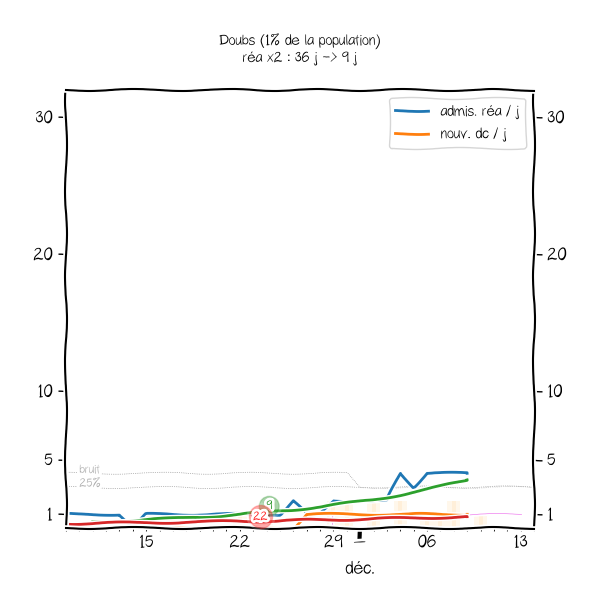 Doubs (1% de la population)
réa x2 : 36 j -> 9 j
admis. réa / j
nouv. dc / j
30 30
20 20
10 10
5 5
bruit
25%
9
22
1 1
15 22 29 1 06 13
déc.